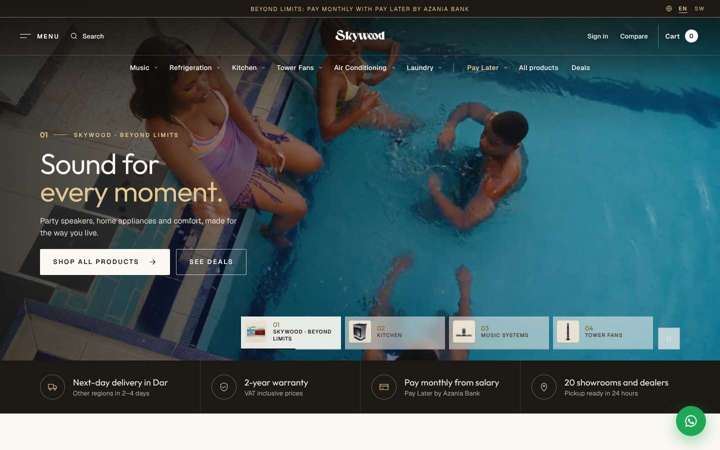 BEYOND LIMITS: PAY MONTHLY WITH PAY LATER BY AZANIA BANK
EN SW
MENU Search
Skywood
Sign in Compare Cart 0
Music Refrigeration Kitchen Tower Fans Air Conditioning Laundry Pay Later All products Deals
01 SKYWOOD · BEYOND LIMITS
Sound for
every moment.
Party speakers, home appliances and comfort, made for
the way you live.
SHOP ALL PRODUCTS → SEE DEALS
01
SKYWOOD · BEYOND
LIMITS
02
KITCHEN
03
MUSIC SYSTEMS
04
TOWER FANS
Next-day delivery in Dar
Other regions in 2–4 days
2-year warranty
VAT inclusive prices
Pay monthly from salary
Pay Later by Azania Bank
20 showrooms and dealers
Pickup ready in 24 hours